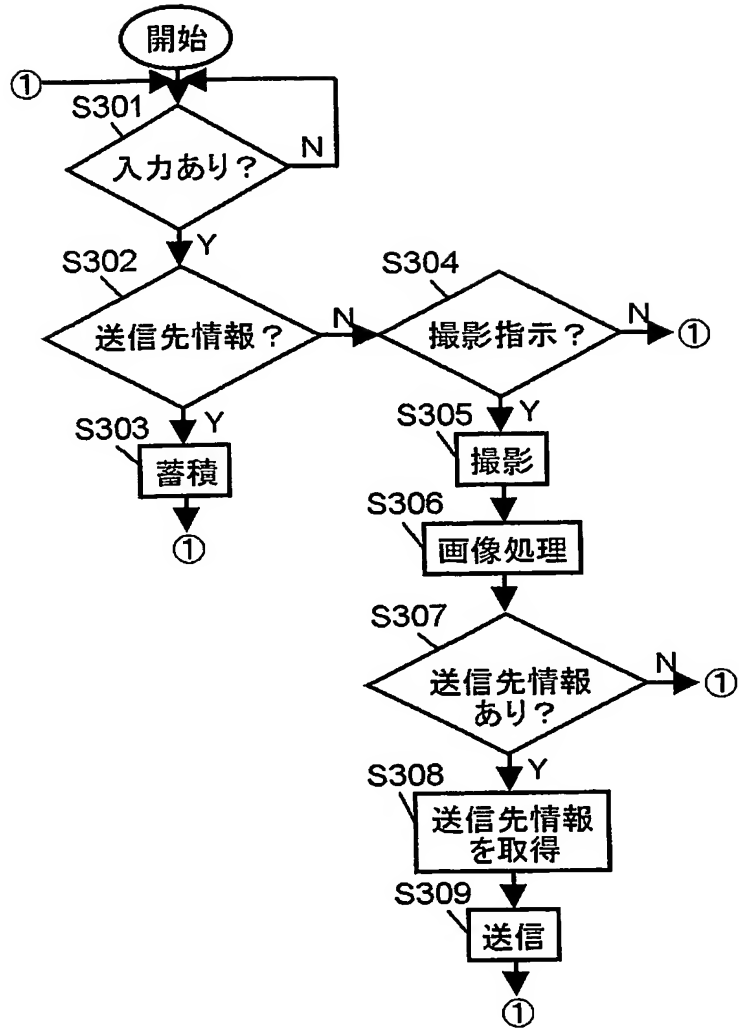 開始
①
S301
入力あり？
N
Y
S302
送信先情報？
N
S304
撮影指示？
N
①
Y
S303
蓄積
①
Y
S305
撮影
S306
画像処理
S307
送信先情報
あり？
N
①
Y
S308
送信先情報
を取得
S309
送信
①